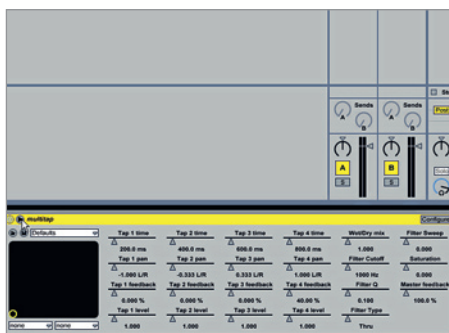 Sends
A
B
Sends
A
B
Post
A
B
S
S
multitap
Configure
Defaults
Tap 1 time
Tap 2 time
Tap 3 time
Tap 4 time
Wet/Dry mix
Filter Sweep
200.0 ms
400.0 ms
600.0 ms
800.0 ms
1.000
0.000
Tap 1 pan
Tap 2 pan
Tap 3 pan
Tap 4 pan
Filter Cutoff
Saturation
-1.000 L/R
-0.333 L/R
0.333 L/R
1.000 L/R
1000 Hz
0.000
Tap 1 feedback
Tap 2 feedback
Tap 3 feedback
Tap 4 feedback
Filter Q
Master feedback
0.000 %
0.000 %
0.000 %
40.00 %
0.100
100.0 %
Tap 1 level
Tap 2 level
Tap 3 level
Tap 4 level
Filter Type
1.000
1.000
1.000
1.000
Thru
none
none